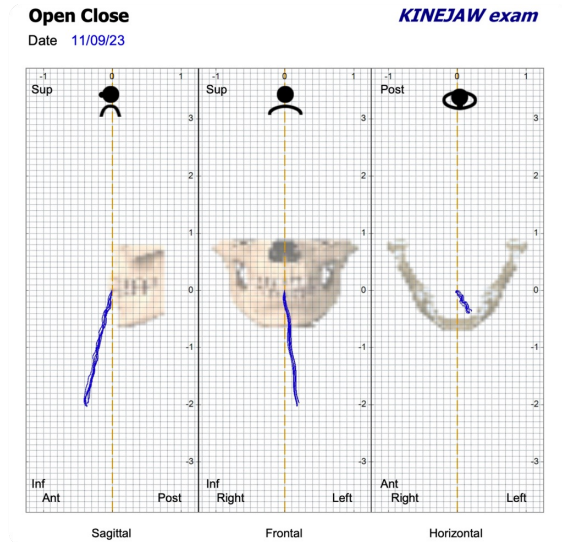 Open Close
KINEJAW exam
Date 11/09/23
-1 0 1 -1 0 1 -1 0 1
Sup Sup Post
3 3 3
2 2 2
1 1 1
0 0 0
-1 -1 -1
-2 -2 -2
-3 -3 -3
Inf Inf Ant
Ant Post Right Left Right Left
Sagittal Frontal Horizontal